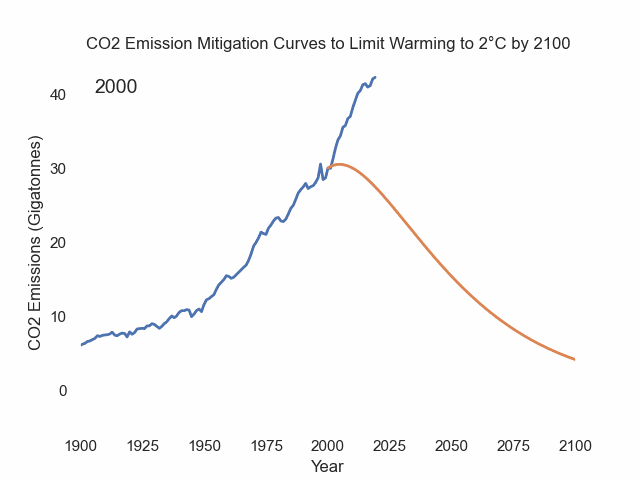 CO2 Emission Mitigation Curves to Limit Warming to 2°C by 2100
2000
CO2 Emissions (Gigatonnes)
40
30
20
10
0
1900 1925 1950 1975 2000 2025 2050 2075 2100
Year